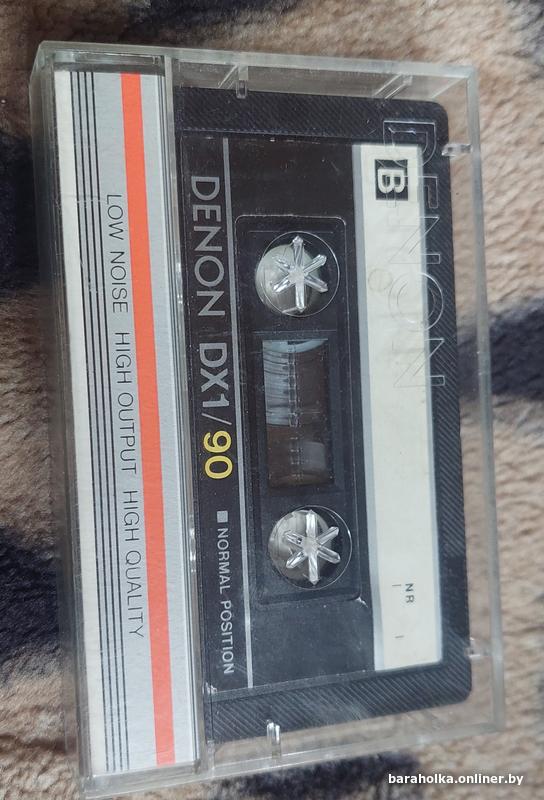 DENON
B
NR
DENON DX1/90
NORMAL POSITION
LOW NOISE HIGH OUTPUT HIGH QUALITY
baraholka.onliner.by